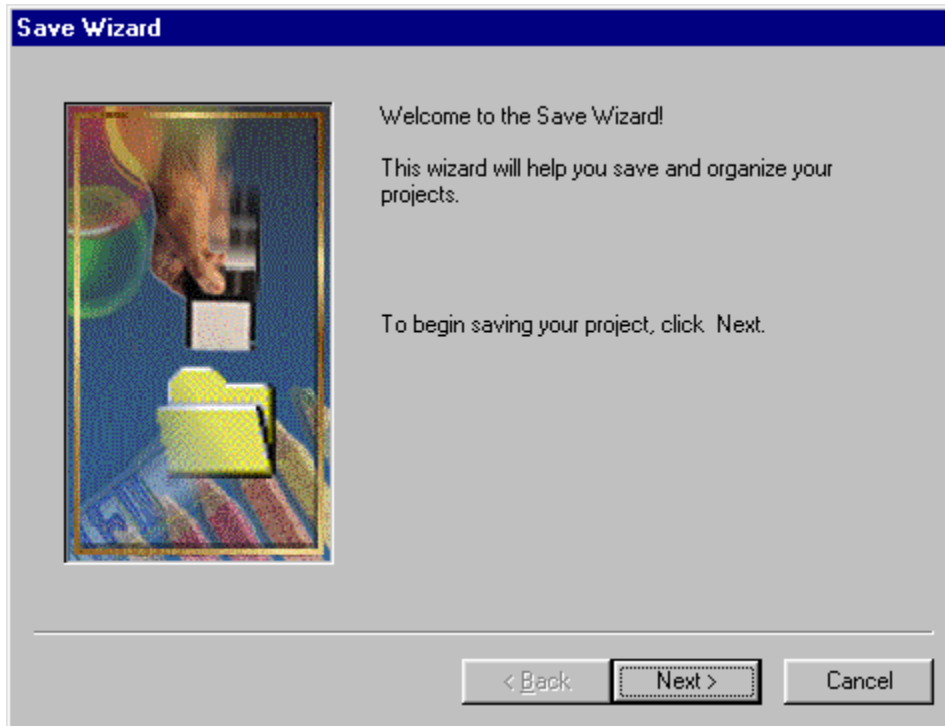 Save Wizard
Welcome to the Save Wizard!
This wizard will help you save and organize your
projects.
To begin saving your project, click  Next.
< Back
Next >
Cancel